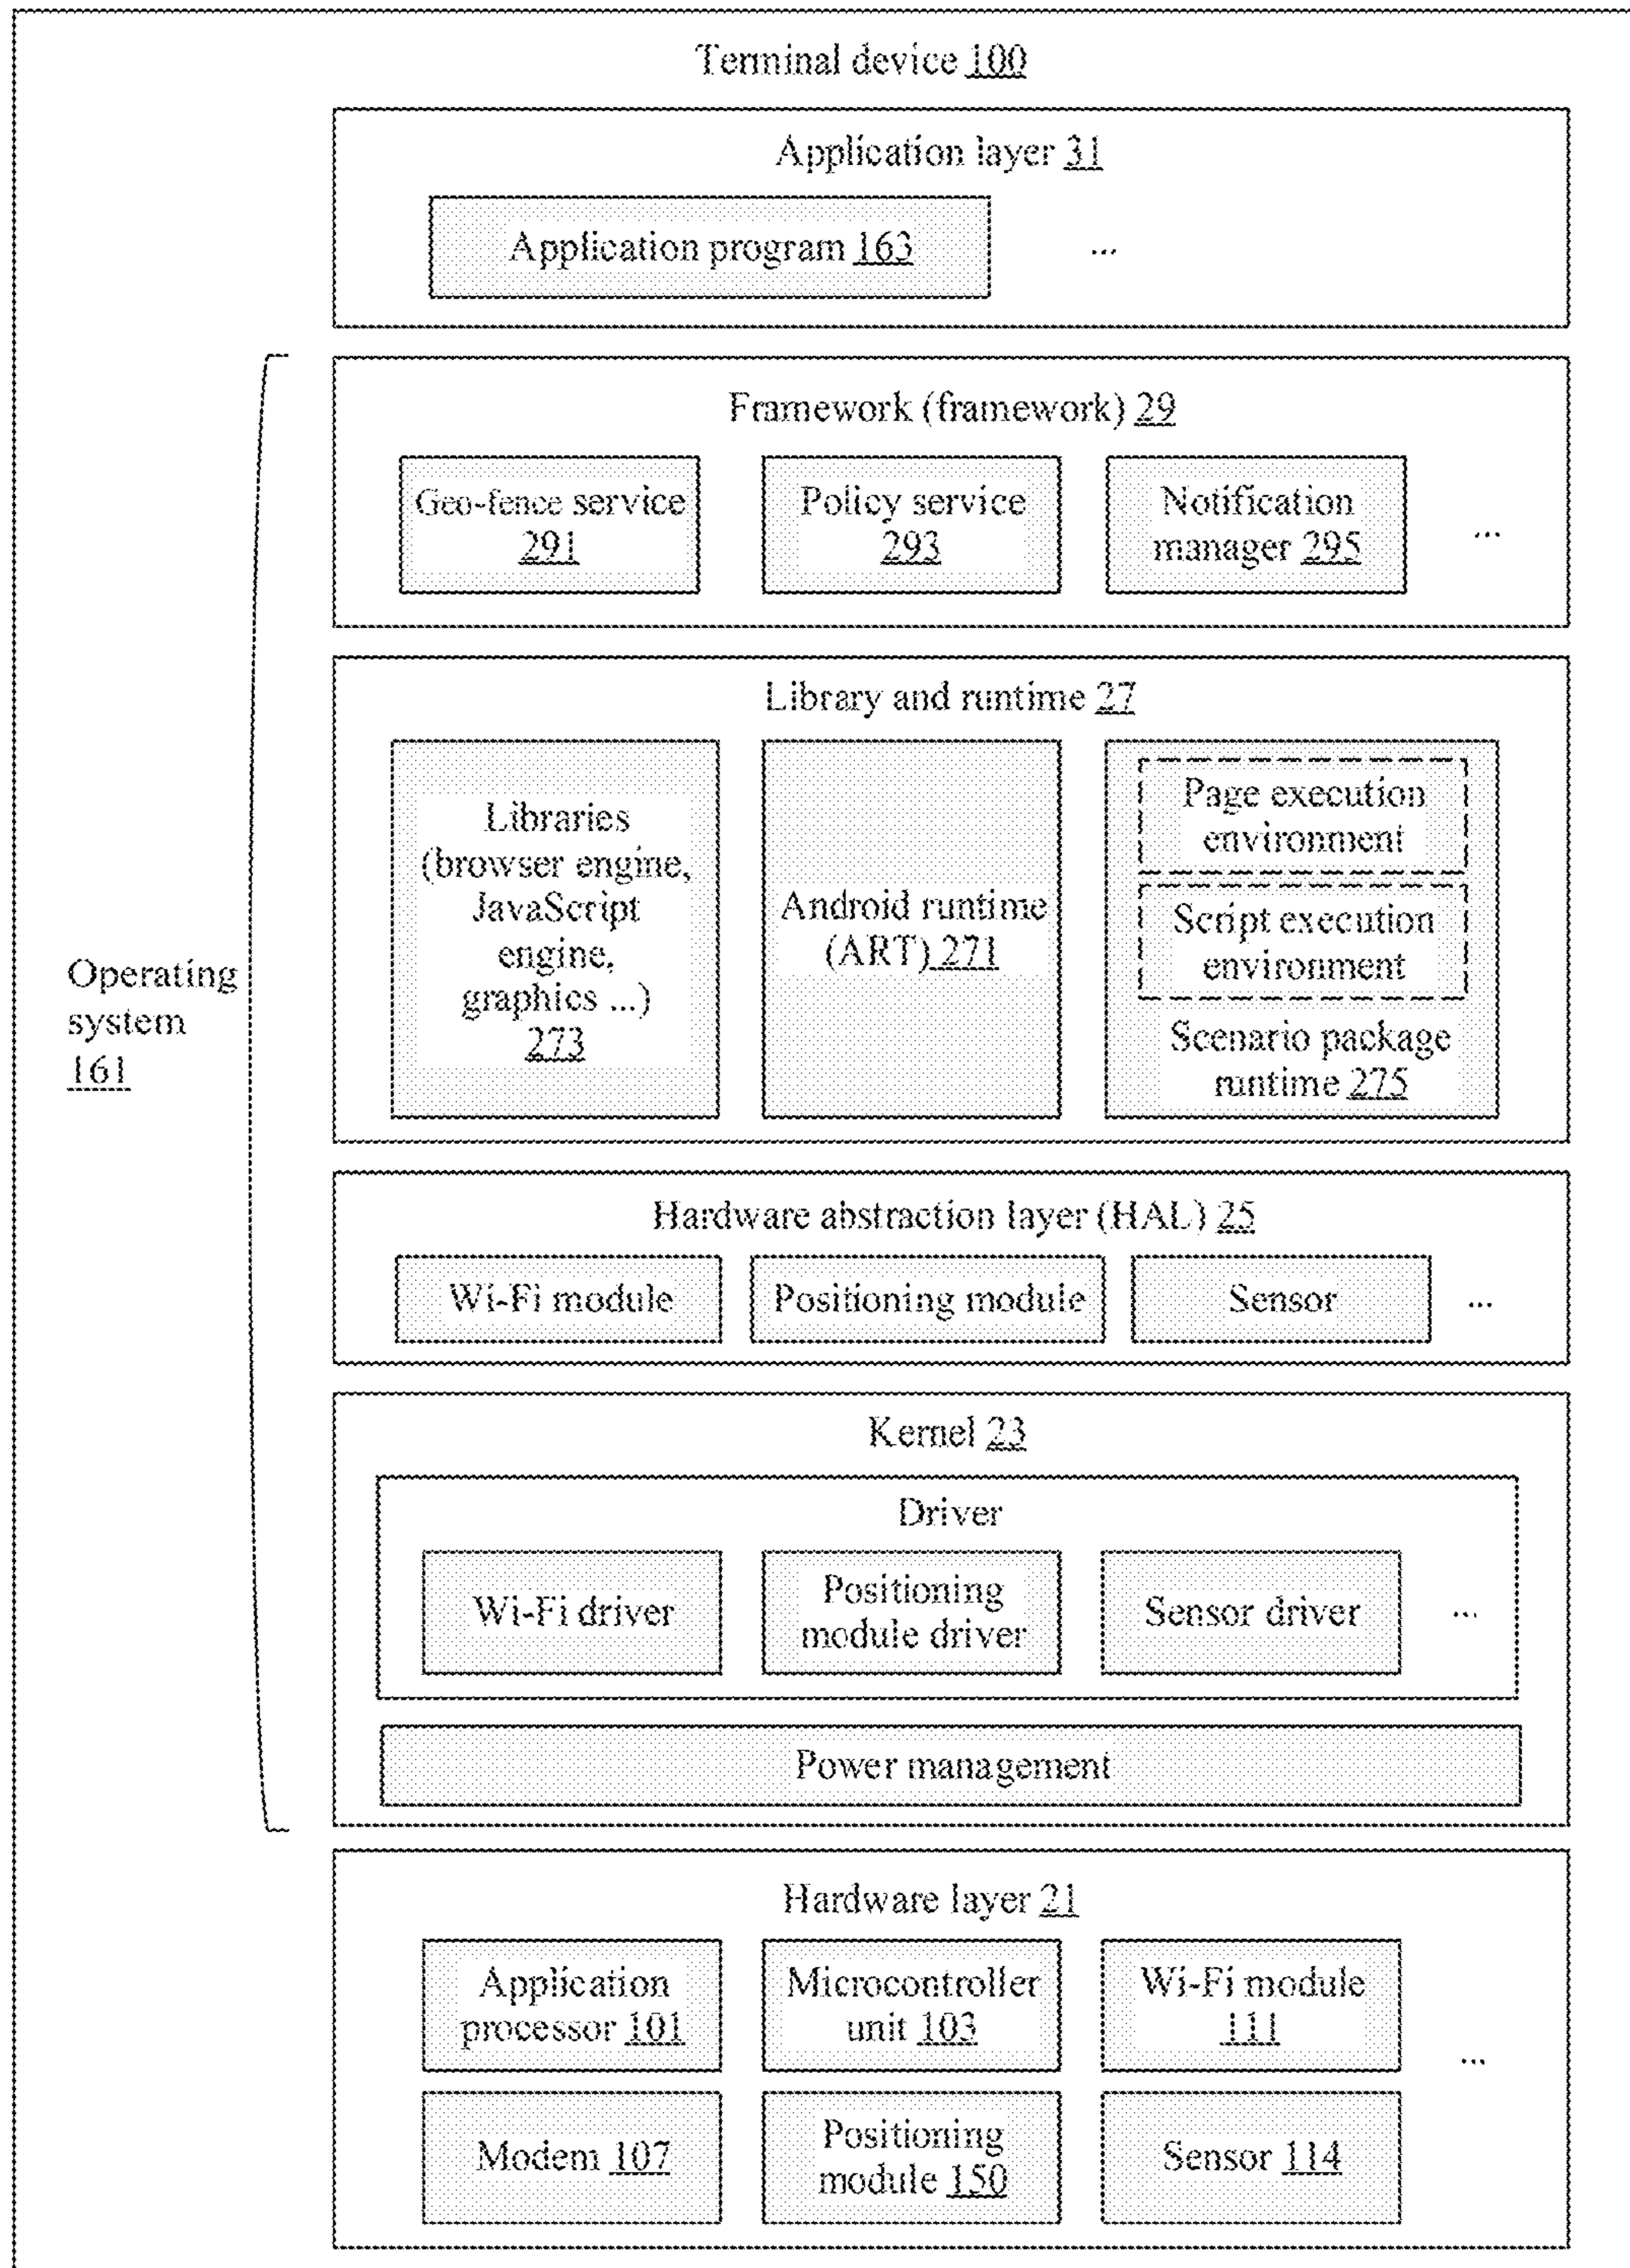 Terminal device 100
Application layer 31
Application program 163
...
Framework (framework) 29
Geo-fence service
291
Policy service
293
Notification
manager 295
...
Library and runtime 27
Libraries
(browser engine,
JavaScript
engine,
graphics ...)
273
Android runtime
(ART) 271
Page execution
environment
Script execution
environment
Scenario package
runtime 275
Operating
system
161
Hardware abstraction layer (HAL) 25
Wi-Fi module
Positioning module
Sensor
...
Kernel 23
Driver
Wi-Fi driver
Positioning
module driver
Sensor driver
...
Power management
Hardware layer 21
Application
processor 101
Microcontroller
unit 103
Wi-Fi module
111
...
Modem 107
Positioning
module 150
Sensor 114